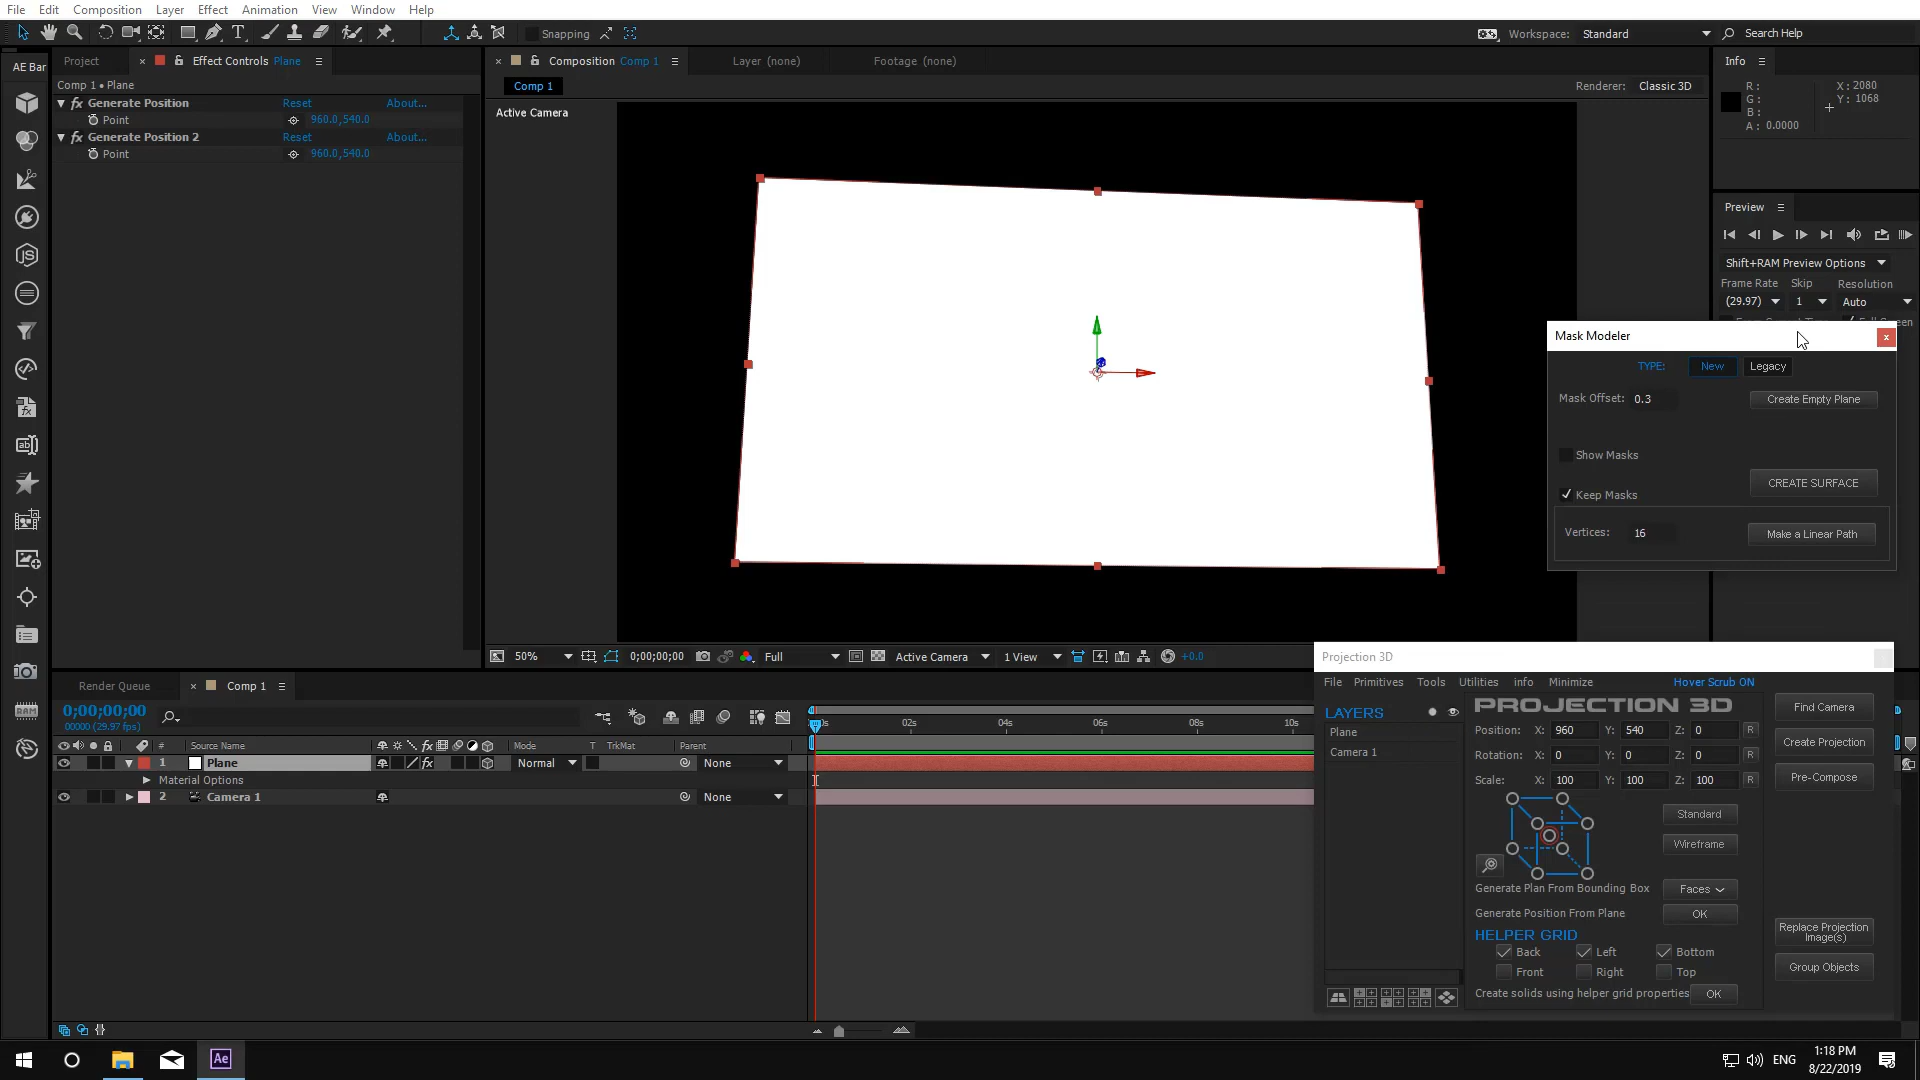 File Edit Composition Layer Effect Animation View Window Help
Snapping
Workspace: Standard
Search Help
AE Bar
Project
Effect Controls Plane
Composition Comp 1
Layer (none)
Footage (none)
Info
Comp 1 • Plane
Comp 1
Renderer: Classic 3D
fx Generate Position Reset About...
Point 960.0,540.0
fx Generate Position 2 Reset About...
Point 960.0,540.0
Active Camera
R:
G:
B:
A: 0.0000
X: 2080
Y: 1068
Preview
Shift+RAM Preview Options
Frame Rate Skip Resolution
(29.97) 1 Auto
Mask Modeler
TYPE: New Legacy
Mask Offset: 0.3 Create Empty Plane
Show Masks
CREATE SURFACE
Keep Masks
Vertices: 16 Make a Linear Path
50% 0;00;00;00 Full Active Camera 1 View +0.0
Render Queue
Comp 1
0;00;00;00
00000 (29.97 fps)
02s 04s 06s 08s 10s
# Source Name Mode T TrkMat Parent
1 Plane Normal None
Material Options
2 Camera 1 None
Projection 3D
File Primitives Tools Utilities info Minimize Hover Scrub ON
LAYERS
Plane
Camera 1
PROJECTION 3D
Position: X: 960 Y: 540 Z: 0 R
Rotation: X: 0 Y: 0 Z: 0 R
Scale: X: 100 Y: 100 Z: 100 R
Find Camera
Create Projection
Pre-Compose
Standard
Wireframe
Generate Plan From Bounding Box Faces
Generate Position From Plane OK
HELPER GRID
Back Left Bottom
Front Right Top
Create solids using helper grid properties OK
Replace Projection
Image(s)
Group Objects
RAM
Ae
ENG
1:18 PM
8/22/2019